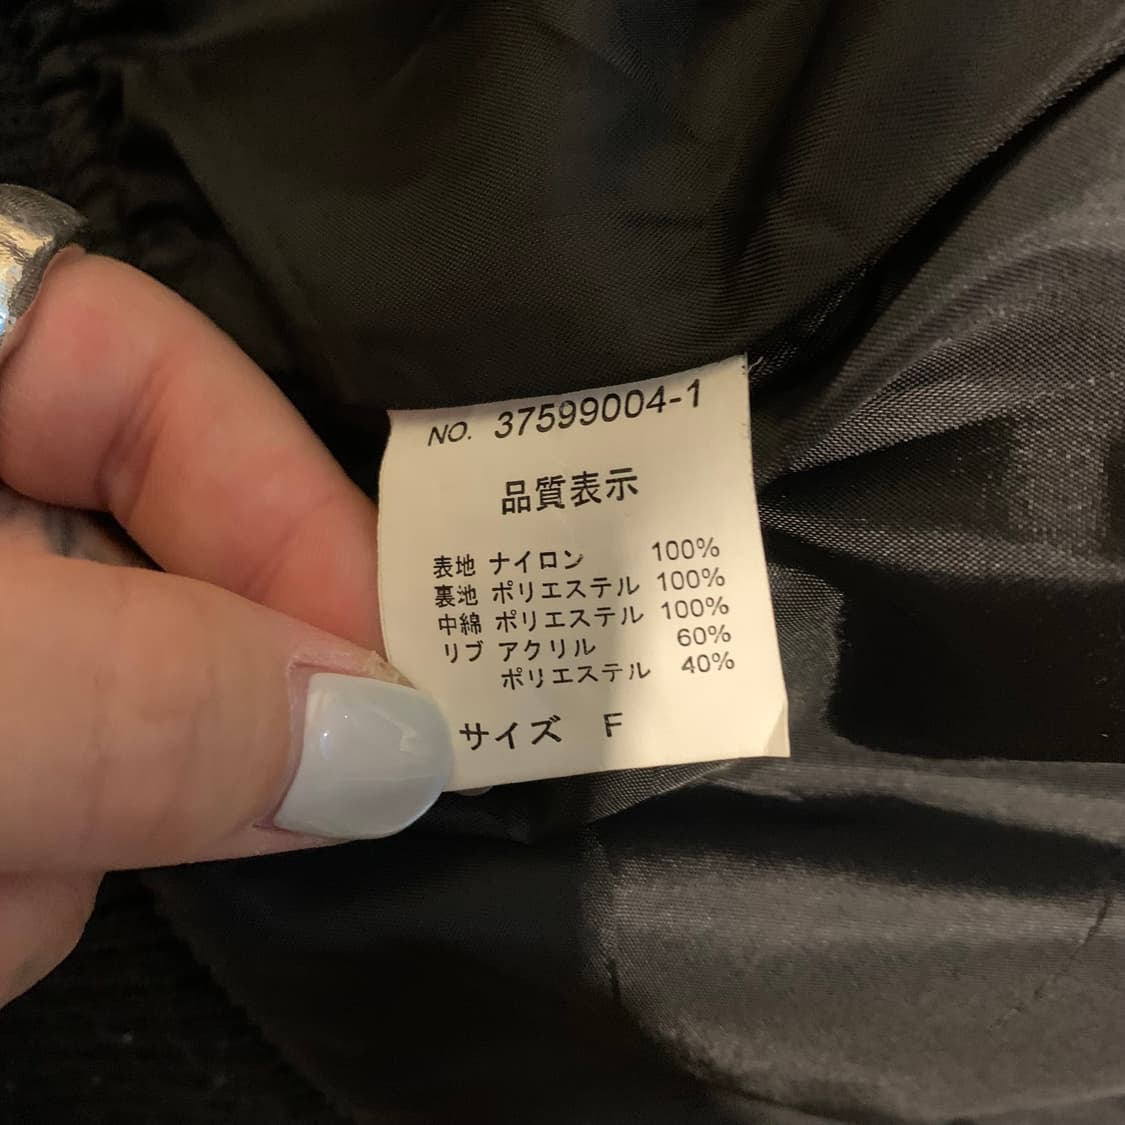 NO. 37599004-1
品質表示
表地 ナイロン 100%
裏地 ポリエステル 100%
中綿 ポリエステル 100%
リブ アクリル 60%
ポリエステル 40%
サイズ F